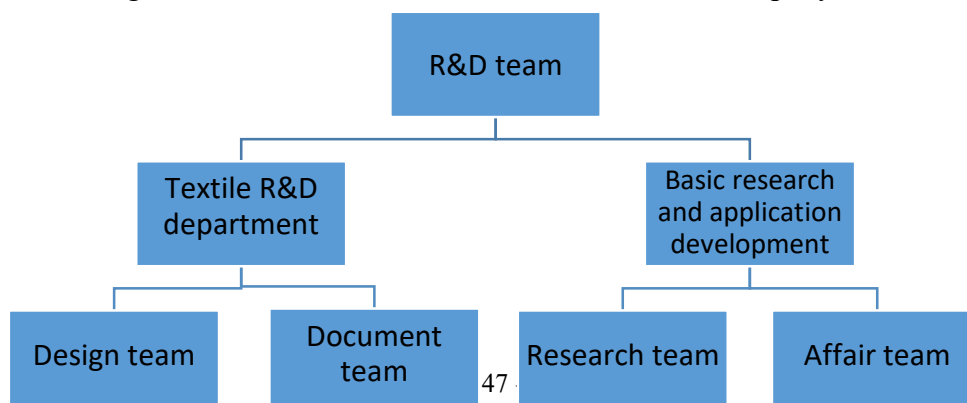 R&D team
Textile R&D
department
Basic research
and application
development
Design team
Document
team
Research team
Affair team
47